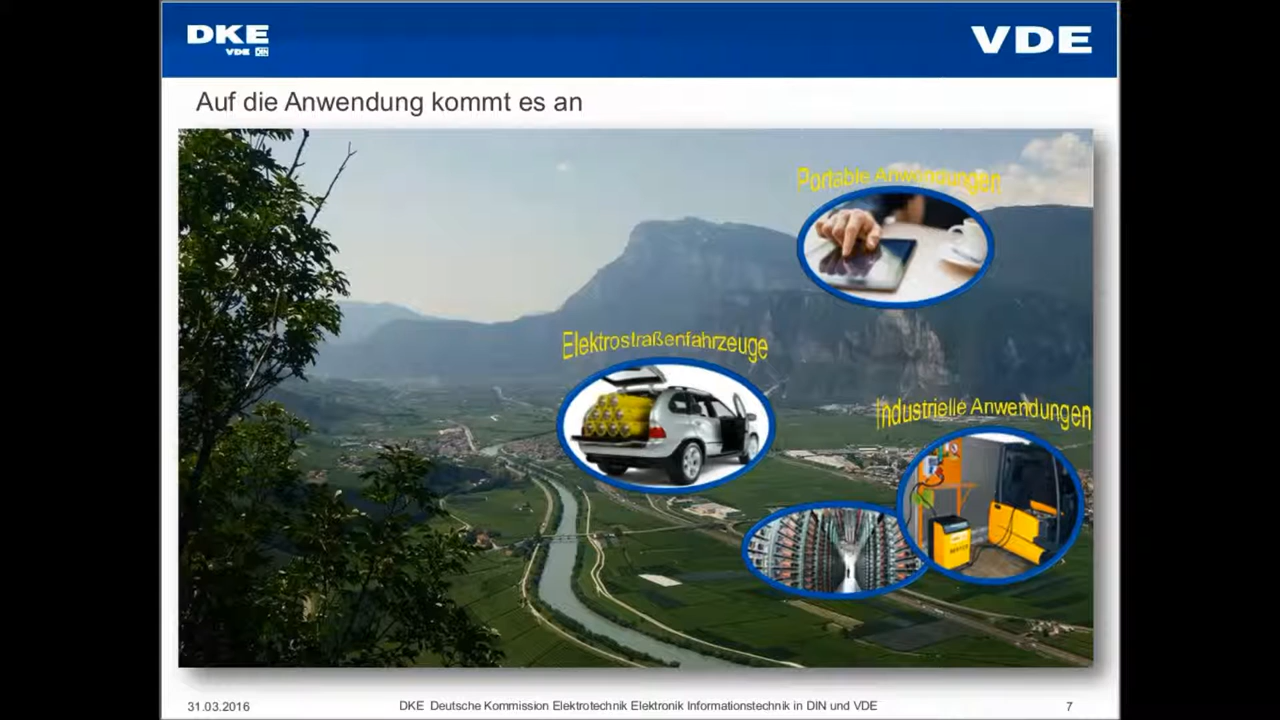 DKE
VDE DIN
VDE
Auf die Anwendung kommt es an
Portable Anwendungen
Elektrostraßenfahrzeuge
Industrielle Anwendungen
31.03.2016
DKE Deutsche Kommission Elektrotechnik Elektronik Informationstechnik in DIN und VDE
7